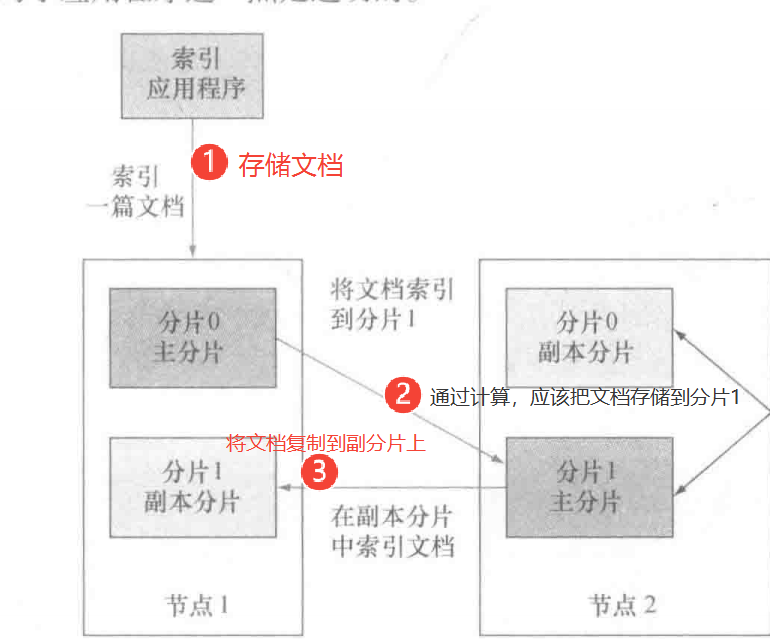 索引
应用程序
1 存储文档
索引
一篇文档
将文档索引
到分片1
分片0
主分片
分片0
副本分片
2 通过计算，应该把文档存储到分片1
将文档复制到副分片上
3
分片1
副本分片
分片1
主分片
在副本分片
中索引文档
节点1
节点2